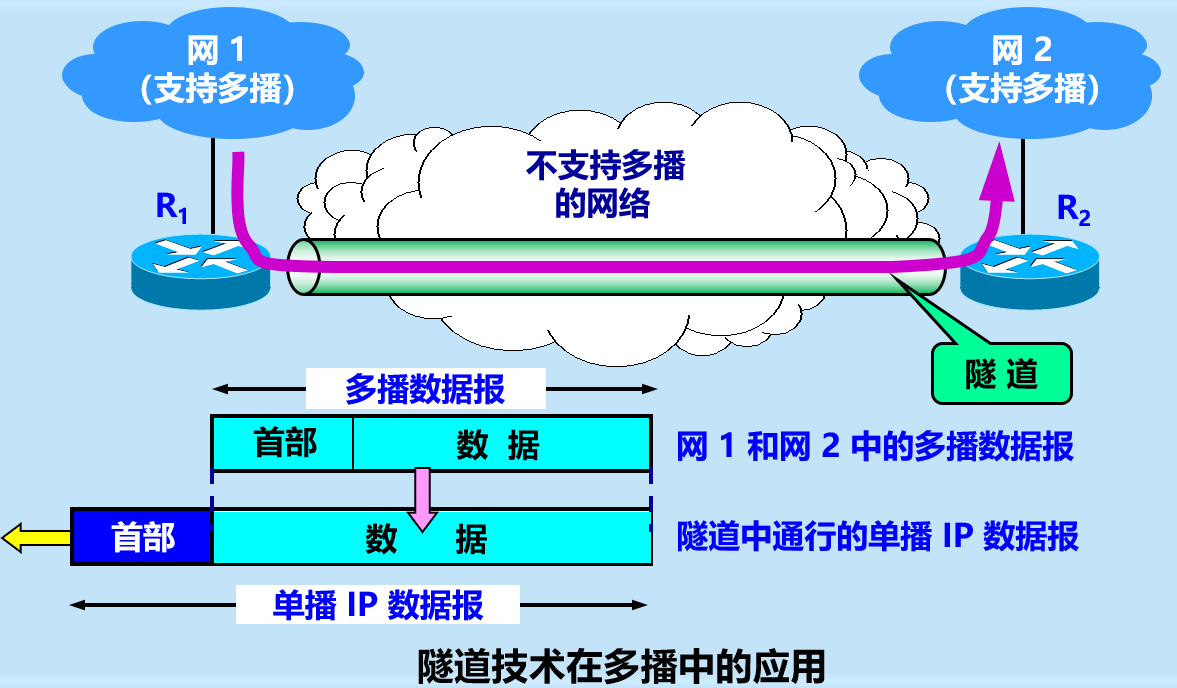 网 1
(支持多播)
网 2
(支持多播)
不支持多播
的网络
R1
R2
隧 道
多播数据报
首部
数 据
网 1 和网 2 中的多播数据报
首部
数 据
隧道中通行的单播 IP 数据报
单播 IP 数据报
隧道技术在多播中的应用